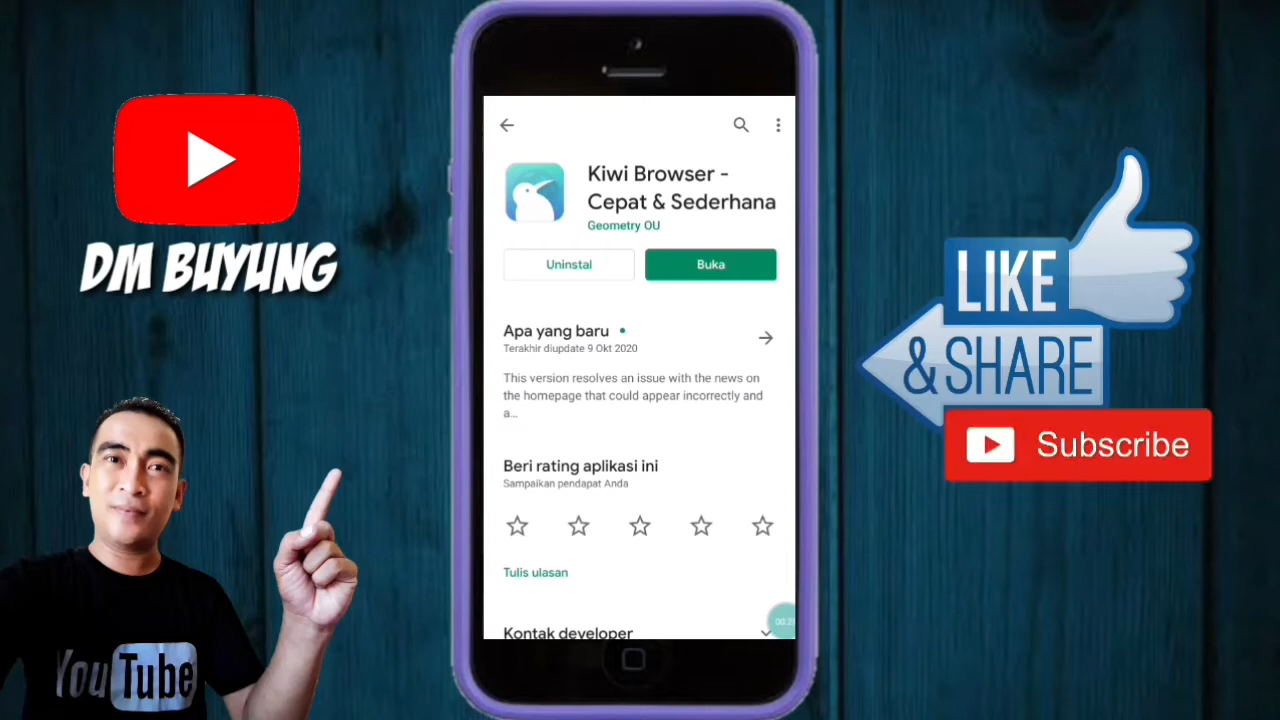 DM BUYUNG
YouTube
Kiwi Browser -
Cepat & Sederhana
Geometry OU
Uninstal
Buka
Apa yang baru
Terakhir diupdate 9 Okt 2020
This version resolves an issue with the news on
the homepage that could appear incorrectly and
a...
Beri rating aplikasi ini
Sampaikan pendapat Anda
Tulis ulasan
Kontak developer
LIKE
& SHARE
Subscribe